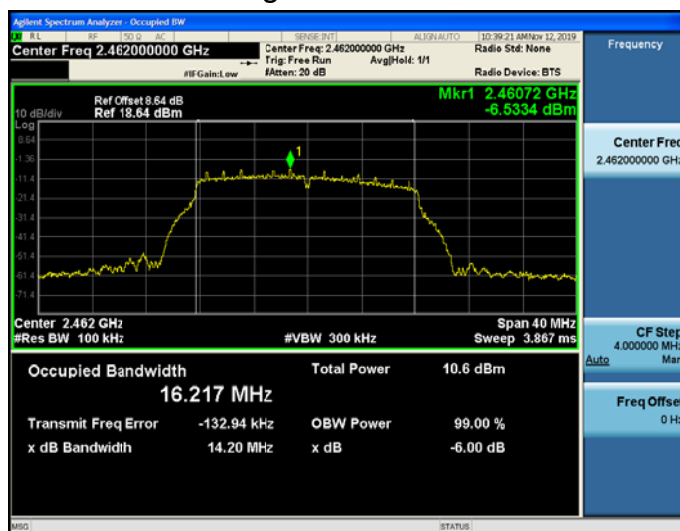 Agilent Spectrum Analyzer - Occupied BW
RL RF 50 Ω AC SENSE:INT ALIGN AUTO 10:39:21 AM Nov 12, 2019
Center Freq 2.462000000 GHz Center Freq: 2.462000000 GHz Radio Std: None
Trig: Free Run Avg|Hold: 1/1
#IFGain:Low #Atten: 20 dB Radio Device: BTS
Ref Offset 8.64 dB Mkr1 2.46072 GHz
10 dB/div Ref 18.64 dBm -6.5334 dBm
Log
8.64
-1.36
-11.4
-21.4
-31.4
-41.4
-51.4
-61.4
-71.4
1
Center 2.462 GHz Span 40 MHz
#Res BW 100 kHz #VBW 300 kHz Sweep 3.867 ms
Occupied Bandwidth Total Power 10.6 dBm
16.217 MHz
Transmit Freq Error -132.94 kHz OBW Power 99.00 %
x dB Bandwidth 14.20 MHz x dB -6.00 dB
MSG STATUS
Frequency
Center Freq
2.462000000 GHz
CF Step
4.000000 MHz
Auto Man
Freq Offset
0 Hz